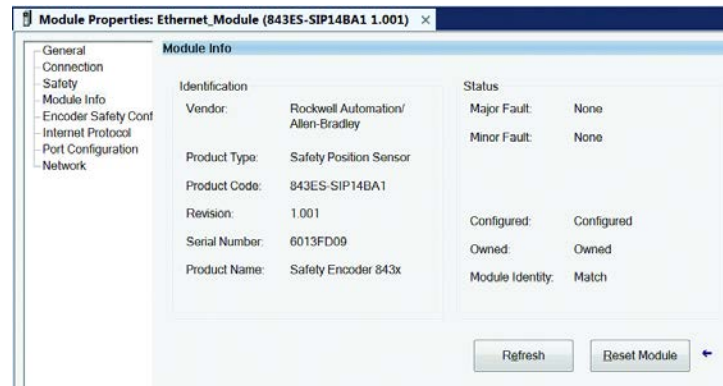 Module Properties: Ethernet_Module (843ES-SIP14BA1 1.001) ×
General
Connection
Safety
Module Info
Encoder Safety Conf
Internet Protocol
Port Configuration
Network
Module Info
Identification
Vendor: Rockwell Automation/
Allen-Bradley
Product Type: Safety Position Sensor
Product Code: 843ES-SIP14BA1
Revision: 1.001
Serial Number: 6013FD09
Product Name: Safety Encoder 843x
Status
Major Fault: None
Minor Fault: None
Configured: Configured
Owned: Owned
Module Identity: Match
Refresh
Reset Module ←